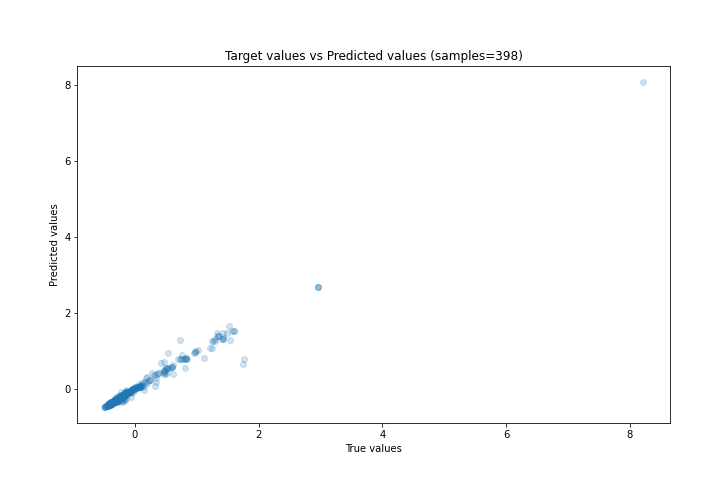 Target values vs Predicted values (samples=398)
8
6
4
2
0
Predicted values
0 2 4 6 8
True values